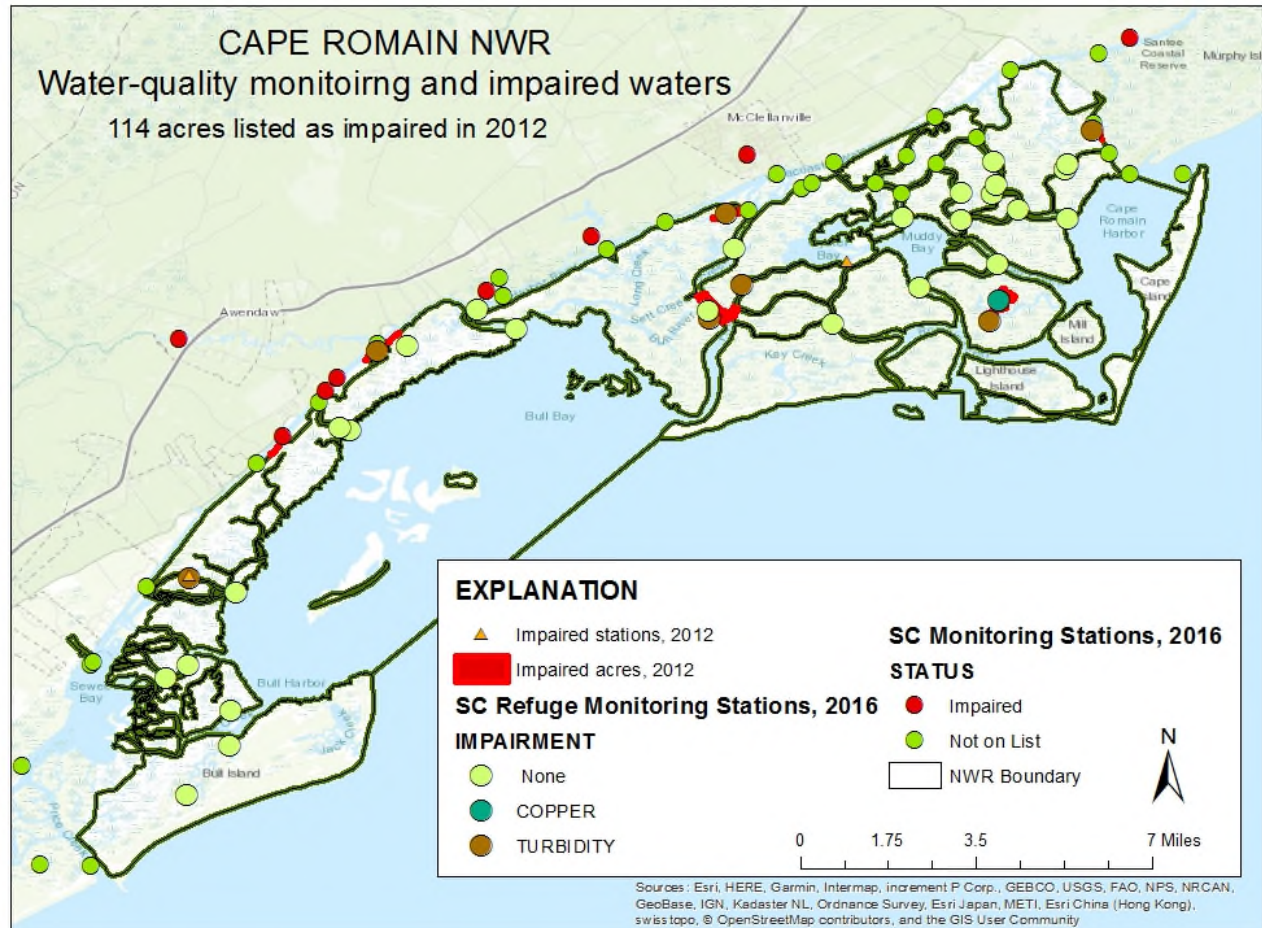 CAPE ROMAIN NWR
Water-quality monitoirng and impaired waters
114 acres listed as impaired in 2012
Santee
Coastal
Reserve
Murphy Isl
McClellanville
Cape
Romain
Harbor
Muddy
Bay
Bay
Cape
Island
Long Creek
Awendaw
Mill
Island
Key Creek
Lighthouse
Island
Bull Bay
Sewee
Bay
Bull Harbor
Jack Creek
Bull Island
Price Creek
EXPLANATION
Impaired stations, 2012
Impaired acres, 2012
SC Refuge Monitoring Stations, 2016
IMPAIRMENT
None
COPPER
TURBIDITY
SC Monitoring Stations, 2016
STATUS
Impaired
Not on List
NWR Boundary
N
0 1.75 3.5 7 Miles
Sources: Esri, HERE, Garmin, Intermap, increment P Corp., GEBCO, USGS, FAO, NPS, NRCAN,
GeoBase, IGN, Kadaster NL, Ordnance Survey, Esri Japan, METI, Esri China (Hong Kong),
swisstopo, © OpenStreetMap contributors, and the GIS User Community